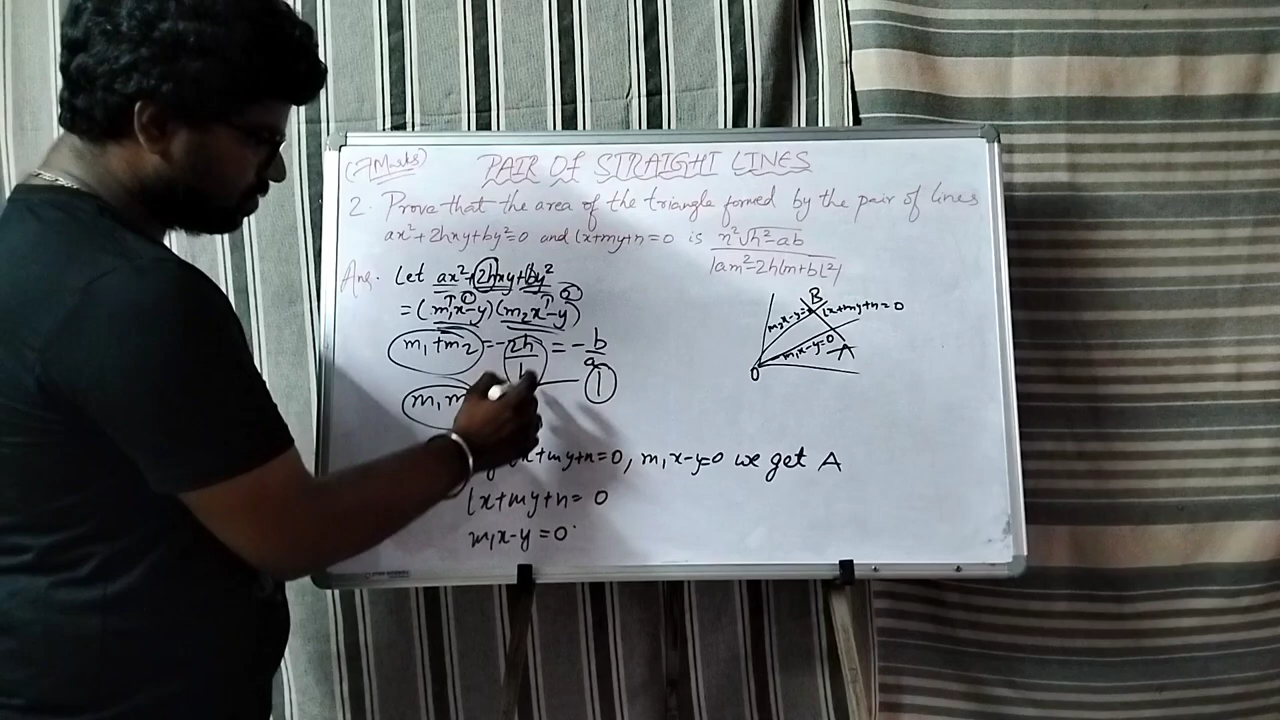 (7 Marks) PAIR OF STRAIGHT LINES
2. Prove that the area of the triangle formed by the pair of lines
ax²+2hxy+by²=0 and lx+my+n=0 is n²√h²-ab / |am²-2hlm+bl²|
Ans. Let ax²+2hxy+by²
=(m₁x-y)(m₂x-y)
m₁+m₂ = -2h/b = -b/a
1
m₁m
lx+my+n=0, m₁x-y=0 we get A
lx+my+n=0
m₁x-y=0
B
m₂x-y=0
lx+my+n=0
m₁x-y=0
A
O